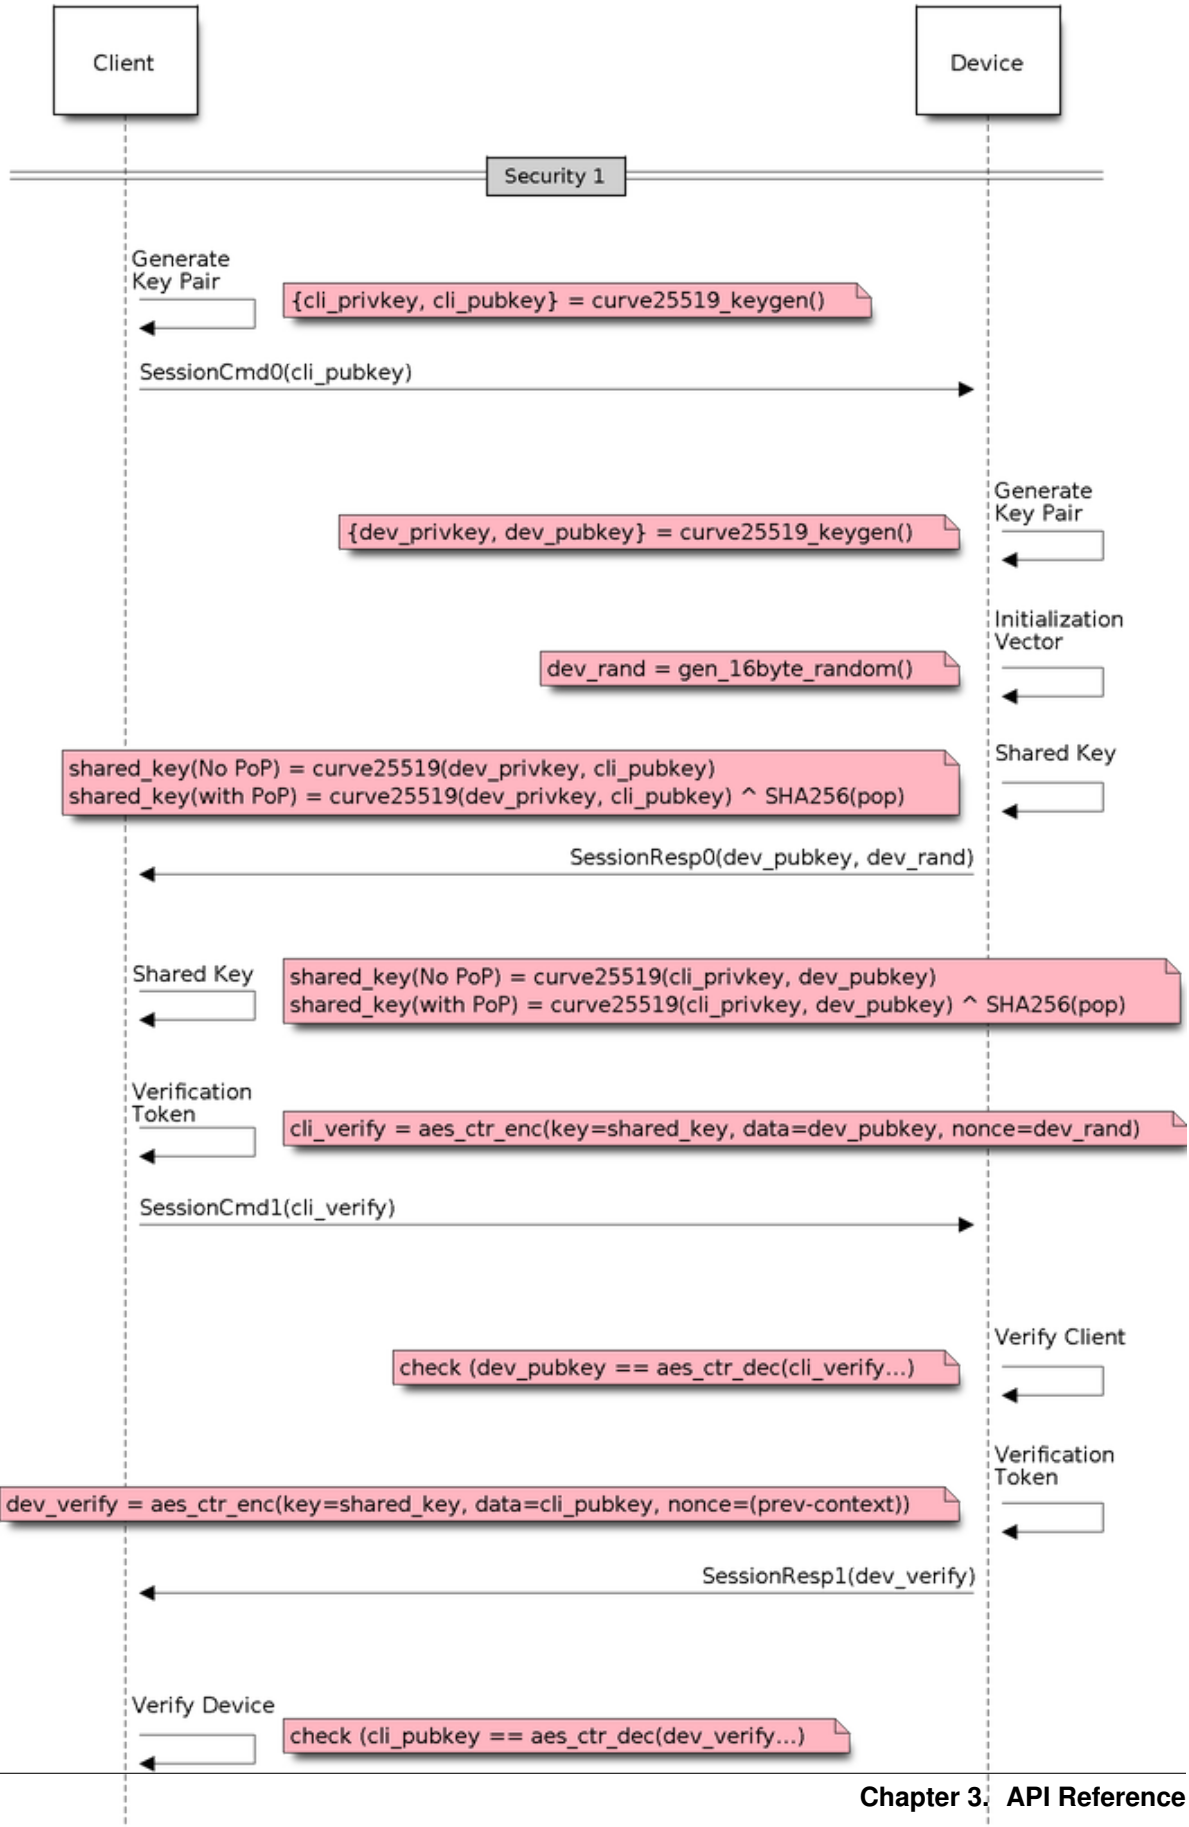 Client
Device
Security 1
Generate
Key Pair
{cli_privkey, cli_pubkey} = curve25519_keygen()
SessionCmd0(cli_pubkey)
Generate
Key Pair
{dev_privkey, dev_pubkey} = curve25519_keygen()
Initialization
Vector
dev_rand = gen_16byte_random()
Shared Key
shared_key(No PoP) = curve25519(dev_privkey, cli_pubkey)
shared_key(with PoP) = curve25519(dev_privkey, cli_pubkey) ^ SHA256(pop)
SessionResp0(dev_pubkey, dev_rand)
Shared Key
shared_key(No PoP) = curve25519(cli_privkey, dev_pubkey)
shared_key(with PoP) = curve25519(cli_privkey, dev_pubkey) ^ SHA256(pop)
Verification
Token
cli_verify = aes_ctr_enc(key=shared_key, data=dev_pubkey, nonce=dev_rand)
SessionCmd1(cli_verify)
Verify Client
check (dev_pubkey == aes_ctr_dec(cli_verify...)
Verification
Token
dev_verify = aes_ctr_enc(key=shared_key, data=cli_pubkey, nonce=(prev-context))
SessionResp1(dev_verify)
Verify Device
check (cli_pubkey == aes_ctr_dec(dev_verify...)
Chapter 3. API Reference